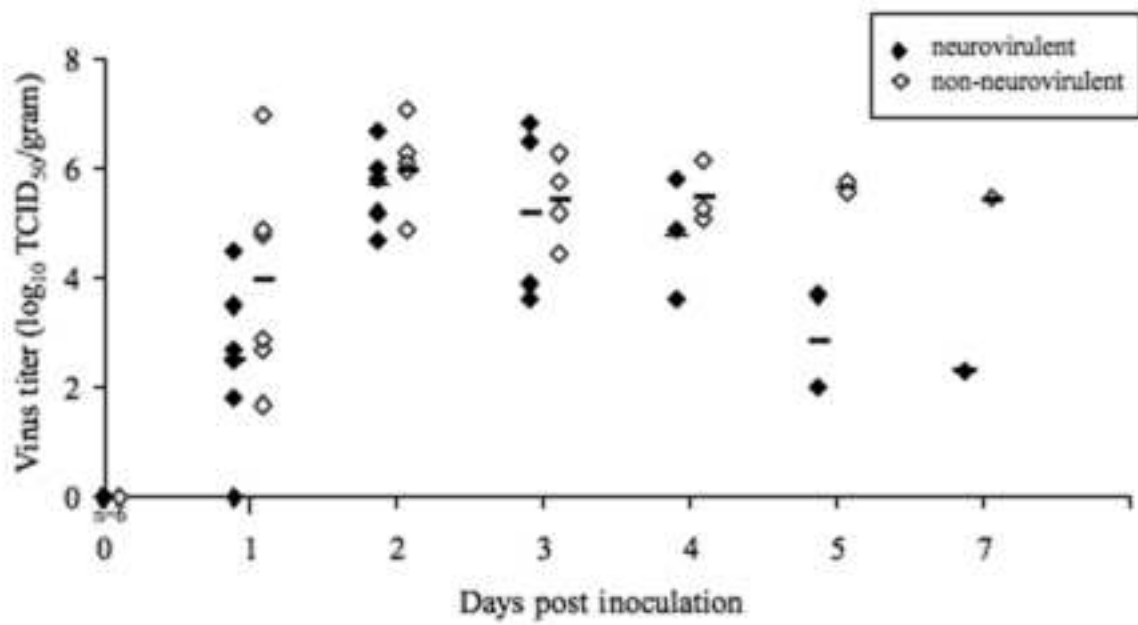 neurovirulent
non-neurovirulent
Virus titer (log₁₀ TCID₅₀/gram)
8
6
4
2
0
n=6
0 1 2 3 4 5 7
Days post inoculation